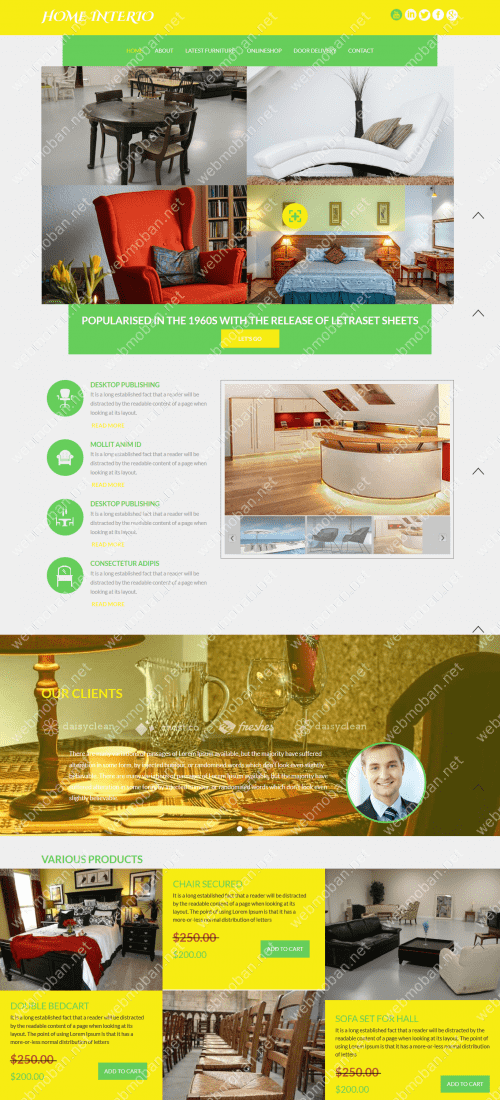 HOME INTERIO
HOME ABOUT LATEST FURNITURE ONLINESHOP DOOR DELIVERY CONTACT
POPULARISED IN THE 1960S WITH THE RELEASE OF LETRASET SHEETS
LET'S GO
DESKTOP PUBLISHING
It is a long established fact that a reader will be
distracted by the readable content of a page when
looking at its layout.
READ MORE
MOLLIT ANIM ID
It is a long established fact that a reader will be
distracted by the readable content of a page when
looking at its layout.
READ MORE
DESKTOP PUBLISHING
It is a long established fact that a reader will be
distracted by the readable content of a page when
looking at its layout.
READ MORE
CONSECTETUR ADIPIS
It is a long established fact that a reader will be
distracted by the readable content of a page when
looking at its layout.
READ MORE
OUR CLIENTS
daisyclean freshes daisyclean
There are many variations of passages of Lorem Ipsum available, but the majority have suffered
alteration in some form, by injected humour, or randomised words which don't look even slightly
believable. There are many variations of passages of Lorem Ipsum available, but the majority have
suffered alteration in some form, by injected humour, or randomised words which don't look even
slightly believable.
VARIOUS PRODUCTS
CHAIR SECURED
It is a long established fact that a reader will be distracted
by the readable content of a page when looking at its
layout. The point of using Lorem Ipsum is that it has a
more-or-less normal distribution of letters
$250.00
$200.00
ADD TO CART
DOUBLE BEDCART
It is a long established fact that a reader will be distracted
by the readable content of a page when looking at its
layout. The point of using Lorem Ipsum is that it has a
more-or-less normal distribution of letters
$250.00
$200.00
ADD TO CART
SOFA SET FOR HALL
It is a long established fact that a reader will be distracted by the
readable content of a page when looking at its layout. The point of
using Lorem Ipsum is that it has a more-or-less normal distribution
of letters
$250.00
$200.00
ADD TO CART
webmoban.net